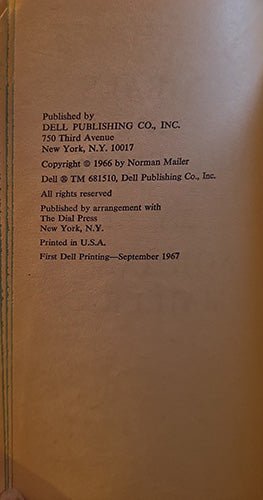 Published by
DELL PUBLISHING CO., INC.
750 Third Avenue
New York, N.Y. 10017
Copyright © 1966 by Norman Mailer
Dell ® TM 681510, Dell Publishing Co., Inc.
All rights reserved
Published by arrangement with
The Dial Press
New York, N.Y.
Printed in U.S.A.
First Dell Printing—September 1967